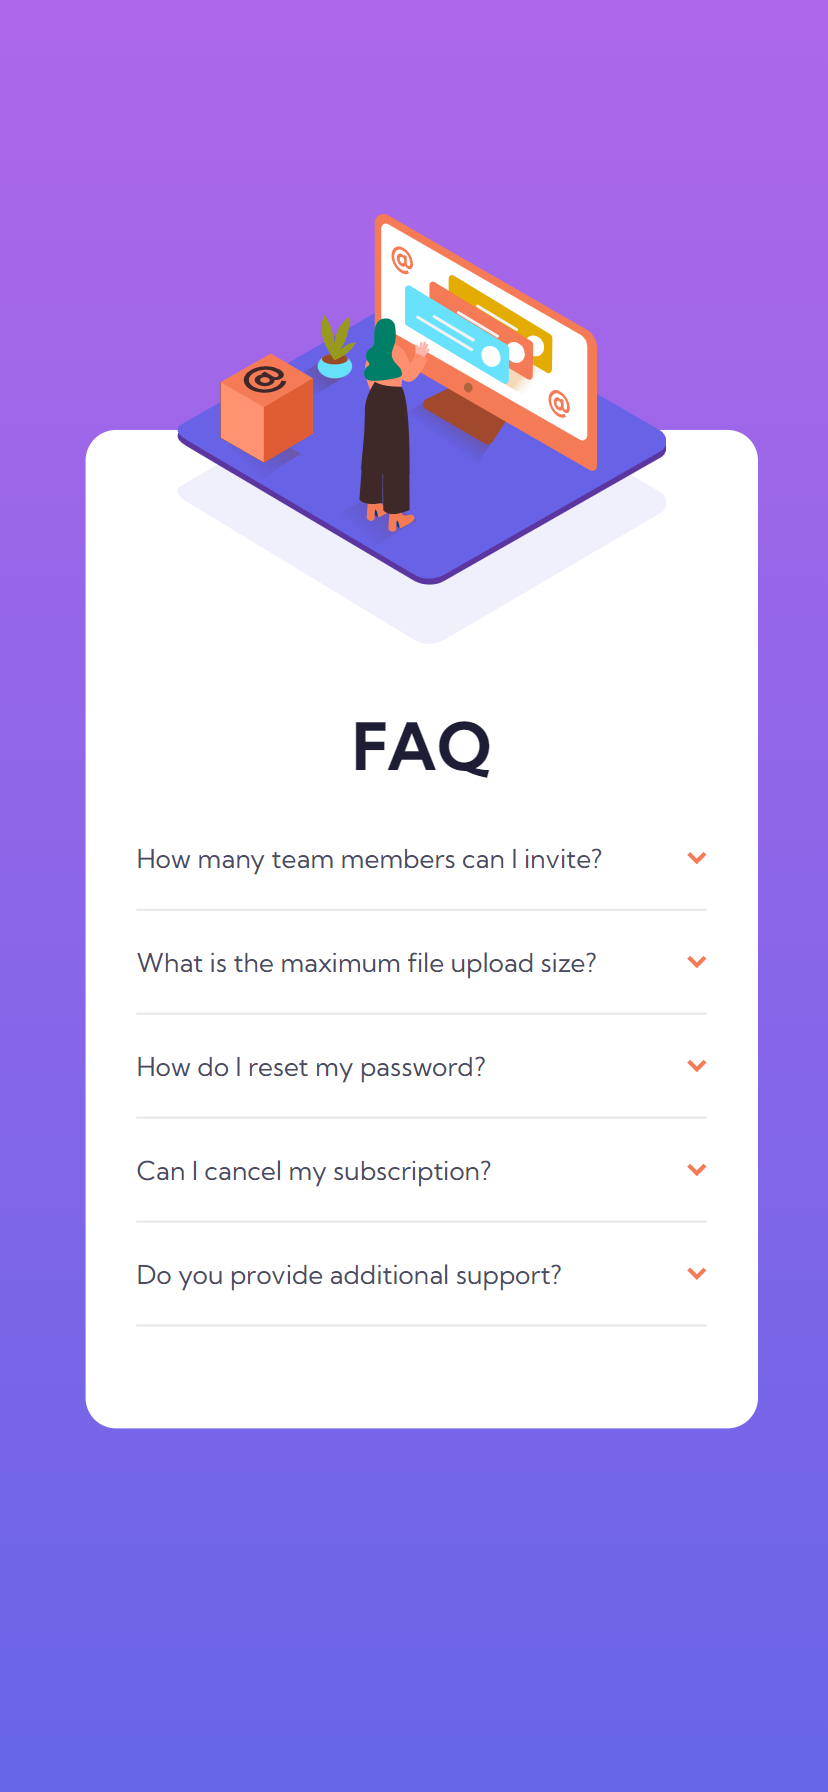 @
@
@
FAQ
How many team members can I invite?
What is the maximum file upload size?
How do I reset my password?
Can I cancel my subscription?
Do you provide additional support?